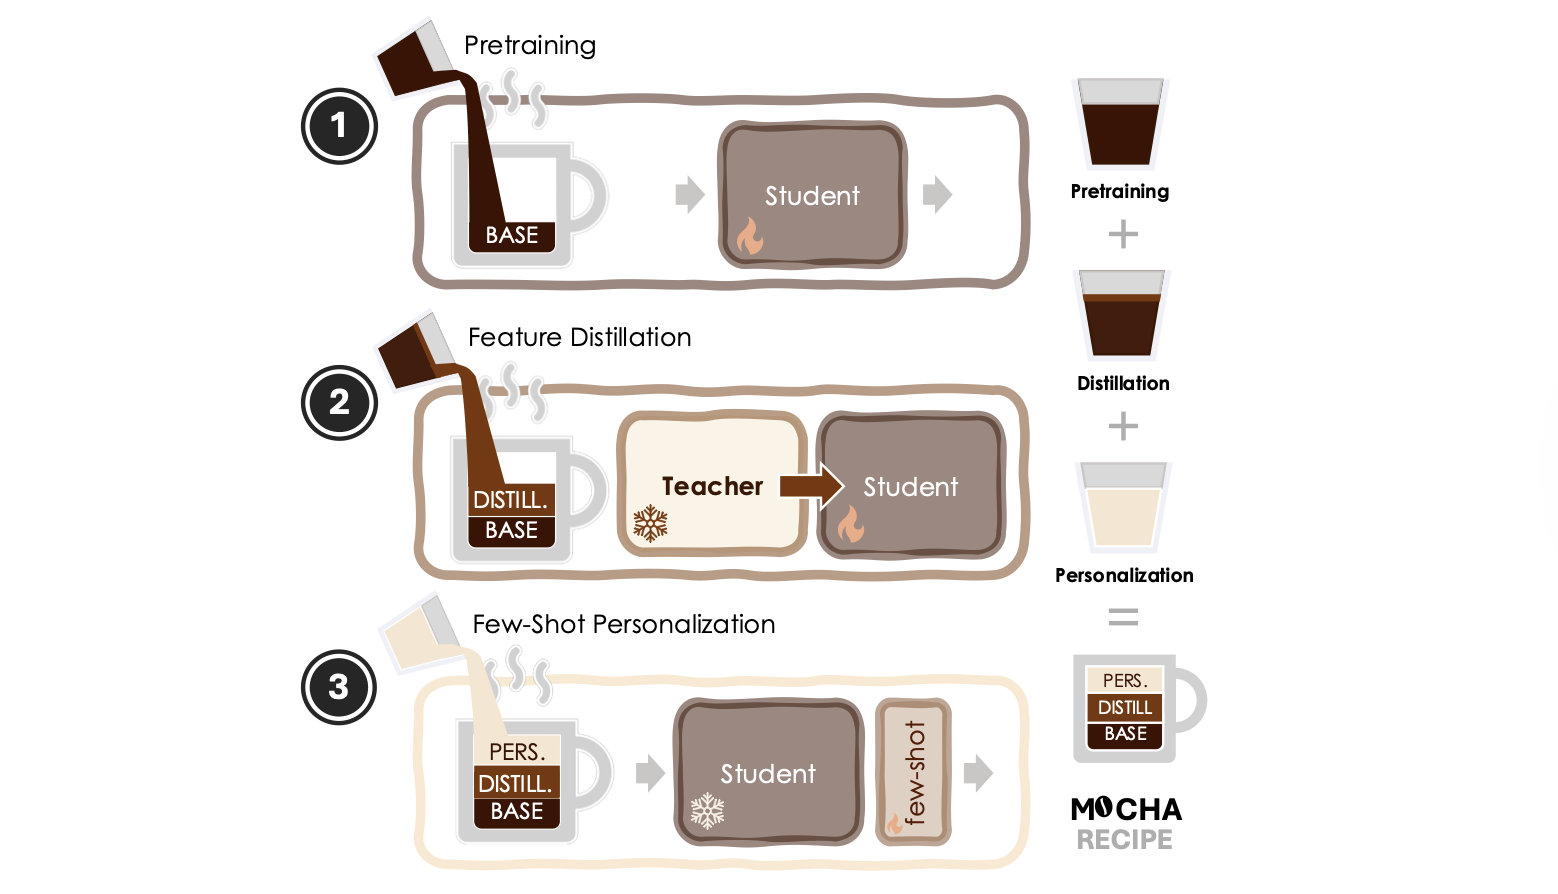 Pretraining
1
BASE
Student
Feature Distillation
2
DISTILL.
BASE
Teacher
Student
Few-Shot Personalization
3
PERS.
DISTILL.
BASE
Student
few-shot
Pretraining
+
Distillation
+
Personalization
=
PERS.
DISTILL
BASE
MOCHA
RECIPE